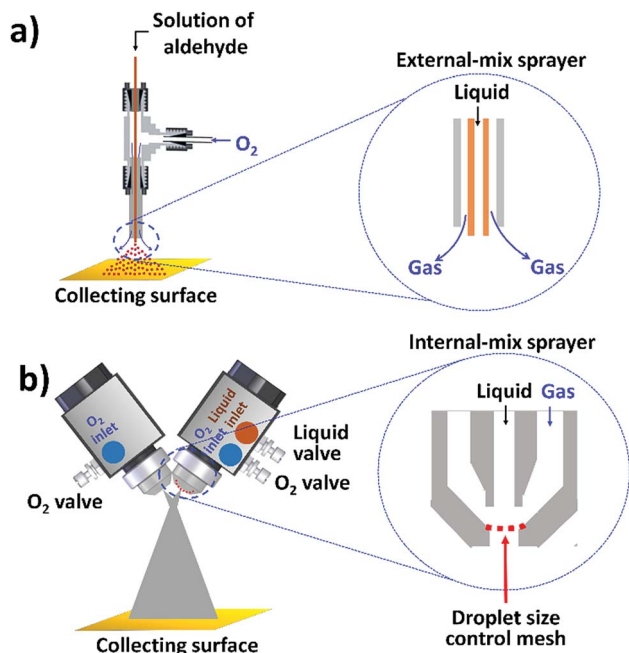 a)
Solution of
aldehyde
O₂
Collecting surface
External-mix sprayer
Liquid
Gas
Gas
b)
O₂
inlet
Liquid
inlet
O₂
inlet
Liquid
valve
O₂ valve
O₂ valve
Collecting surface
Internal-mix sprayer
Liquid
Gas
Droplet size
control mesh